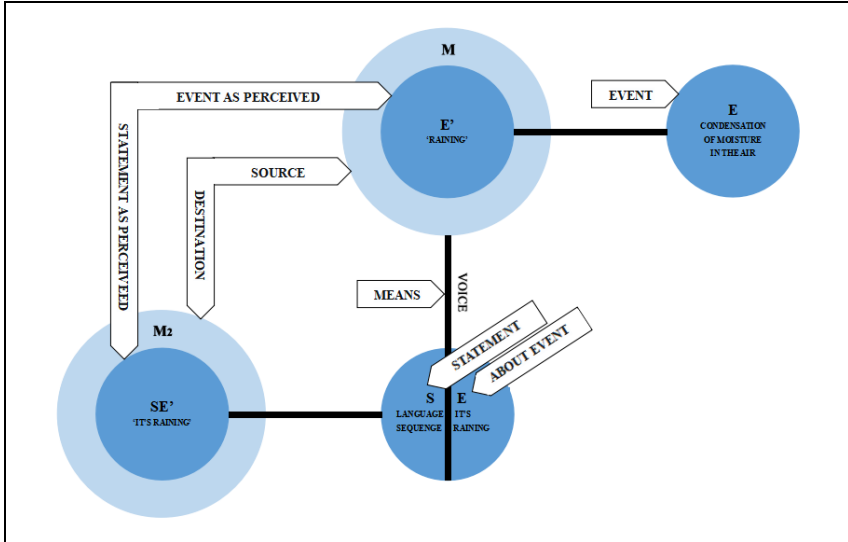 M
EVENT AS PERCEIVED
E’
‘RAINING’
EVENT
E
CONDENSATION
OF MOISTURE
IN THE AIR
STATEMENT AS PERCEIVEED
SOURCE
DESTINATION
MEANS
VOICE
STATEMENT
ABOUT EVENT
M2
SE’
‘IT'S RAINING’
S E
LANGUAGE IT'S
SEQUENCE RAINING